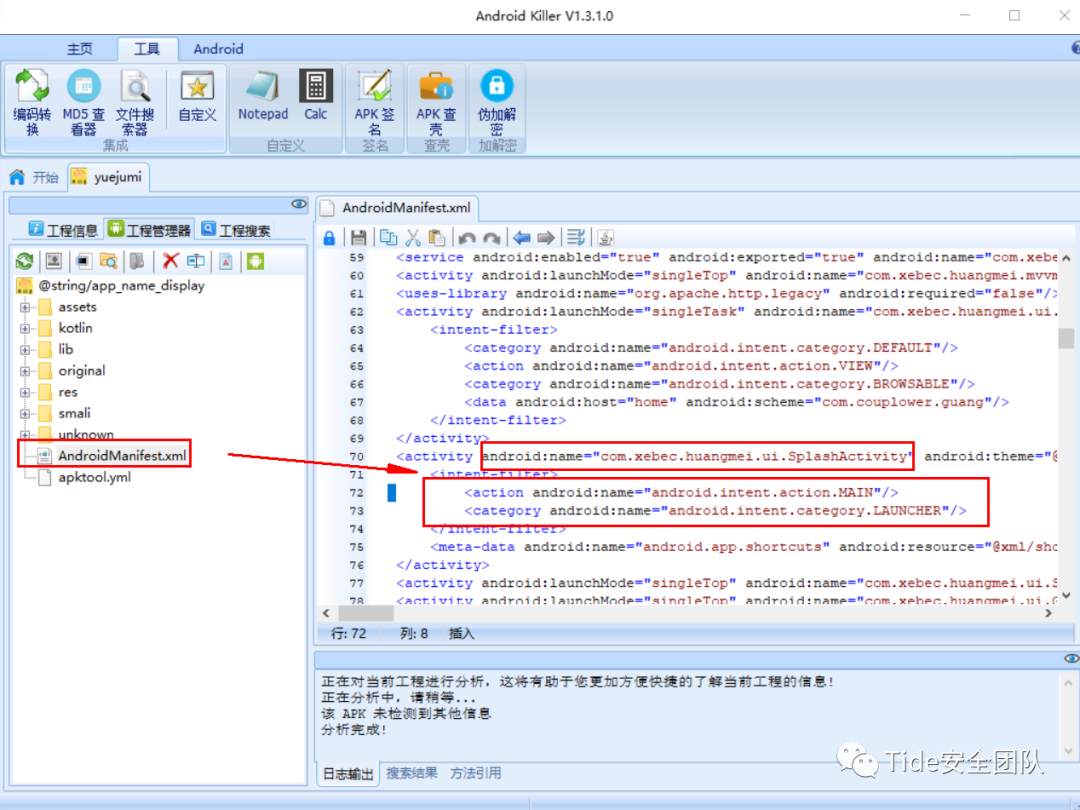 Android Killer V1.3.1.0
主页 工具 Android
编码转换 MD5 查看器 文件搜索器 自定义 Notepad Calc APK 签名 APK 查壳 伪加解密
集成 自定义 签名 查壳 加解密
开始 yuejumi
AndroidManifest.xml
工程信息 工程管理器 工程搜索
@string/app_name_display
assets
kotlin
lib
original
res
smali
unknown
AndroidManifest.xml
apktool.yml
59 <service android:enabled="true" android:exported="true" android:name="com.xebe
60 <activity android:launchMode="singleTop" android:name="com.xebec.huangmei.mvvm
61 <uses-library android:name="org.apache.http.legacy" android:required="false"/>
62 <activity android:launchMode="singleTask" android:name="com.xebec.huangmei.ui.
63 <intent-filter>
64 <category android:name="android.intent.category.DEFAULT"/>
65 <action android:name="android.intent.action.VIEW"/>
66 <category android:name="android.intent.category.BROWSABLE"/>
67 <data android:host="home" android:scheme="com.couplower.guang"/>
68 </intent-filter>
69 </activity>
70 <activity android:name="com.xebec.huangmei.ui.SplashActivity" android:theme="@
71 <intent-filter>
72 <action android:name="android.intent.action.MAIN"/>
73 <category android:name="android.intent.category.LAUNCHER"/>
74 </intent-filter>
75 <meta-data android:name="android.app.shortcuts" android:resource="@xml/sho
76 </activity>
77 <activity android:launchMode="singleTop" android:name="com.xebec.huangmei.ui.S
78 <activity android:launchMode="singleTop" android:name="com.xebec.huangmei.ui.G
行: 72 列: 8 插入
正在对当前工程进行分析，这将有助于您更加方便快捷的了解当前工程的信息！
正在分析中，请稍等...
该 APK 未检测到其他信息
分析完成！
日志输出 搜索结果 方法引用
Tide安全团队